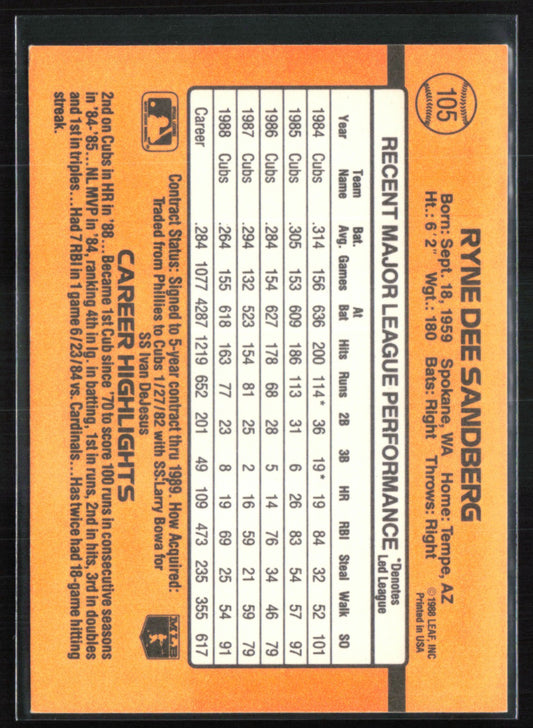 105
RYNE DEE SANDBERG
Born: Sept. 18, 1959 Spokane, WA Home: Tempe, AZ
Ht.: 6' 2" Wgt.: 180 Bats: Right Throws: Right
©1988 LEAF, INC
Printed in USA
RECENT MAJOR LEAGUE PERFORMANCE
*Denotes
Led League
Year Team Name Bat. Avg. Games At Bat Hits Runs 2B 3B HR RBI Steal Walk SO
1984 Cubs .314 156 636 200 114* 36 19* 19 84 32 52 101
1985 Cubs .305 153 609 186 113 31 6 26 83 54 57 97
1986 Cubs .284 154 627 178 68 28 5 14 76 34 46 79
1987 Cubs .294 132 523 154 81 25 2 16 59 21 59 79
1988 Cubs .264 155 618 163 77 23 8 19 69 25 54 91
Career .284 1077 4287 1219 652 201 49 109 473 235 355 617
Contract Status: Signed to 5-year contract thru 1989. How Acquired:
Traded from Phillies to Cubs 1/27/82 with SS Larry Bowa for
SS Ivan DeJesus
MLB
CAREER HIGHLIGHTS
2nd on Cubs in HR in '88... Became 1st Cub since '70 to score 100 runs in consecutive seasons
in '84-'85... NL MVP in '84, ranking 4th in lg. in batting, 1st in runs, 2nd in hits, 3rd in doubles
and 1st in triples... Had 7 RBI in 1 game 6/23/84 vs. Cardinals... Has twice had 18-game hitting
streak.